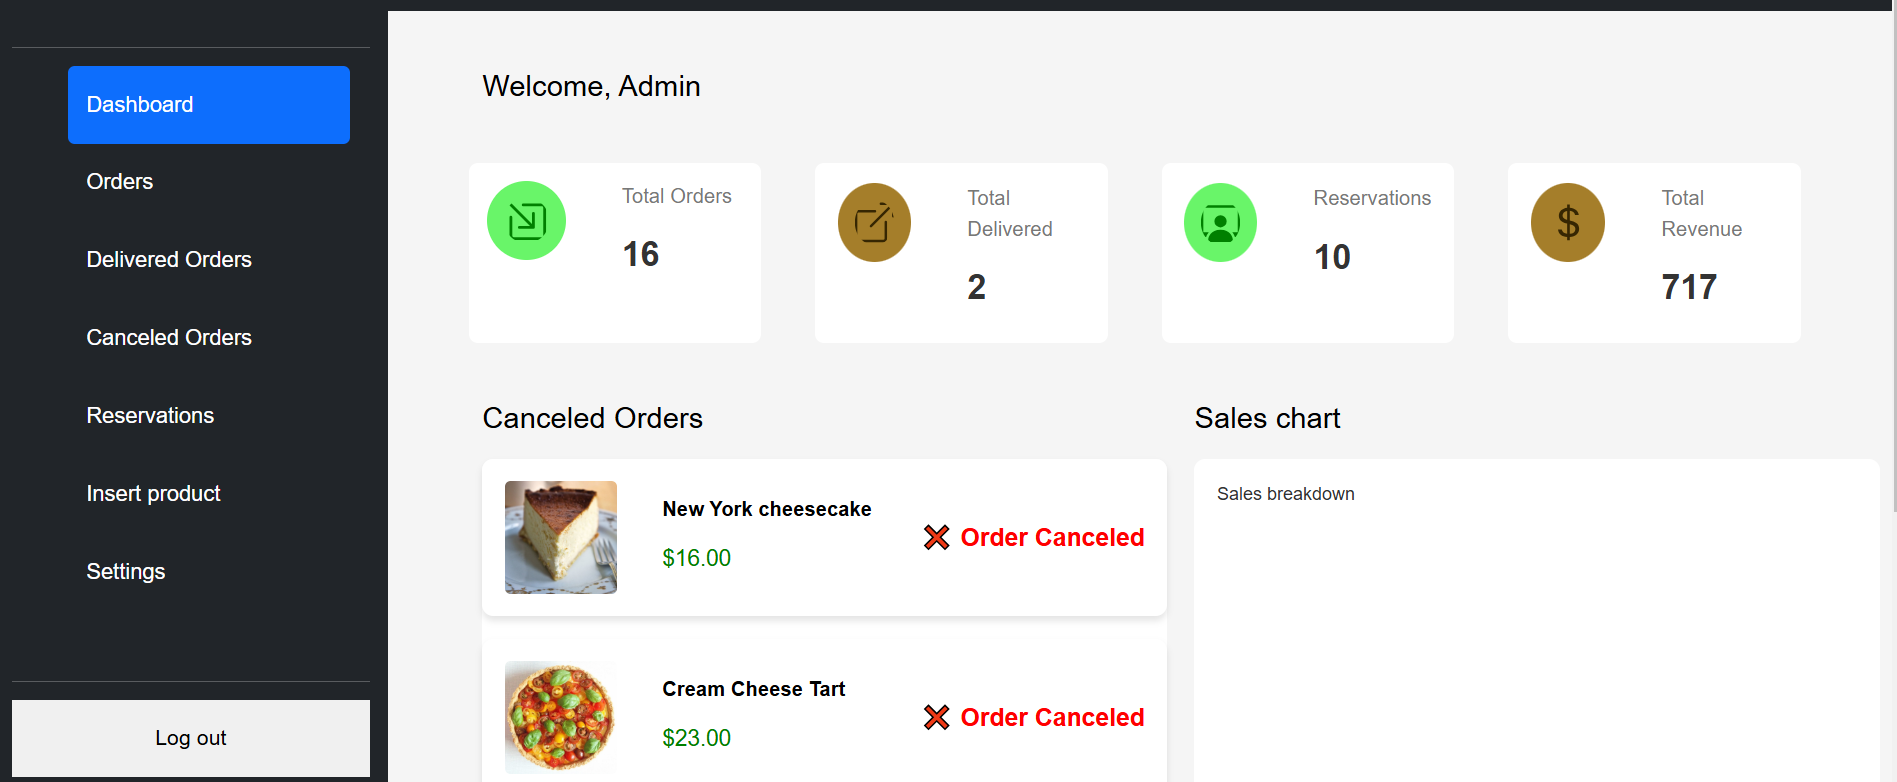 Dashboard
Orders
Delivered Orders
Canceled Orders
Reservations
Insert product
Settings
Log out
Welcome, Admin
Total Orders
16
Total
Delivered
2
Reservations
10
$
Total
Revenue
717
Canceled Orders
New York cheesecake
$16.00
Order Canceled
Cream Cheese Tart
$23.00
Order Canceled
Sales chart
Sales breakdown